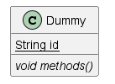 C Dummy
String id
void methods()